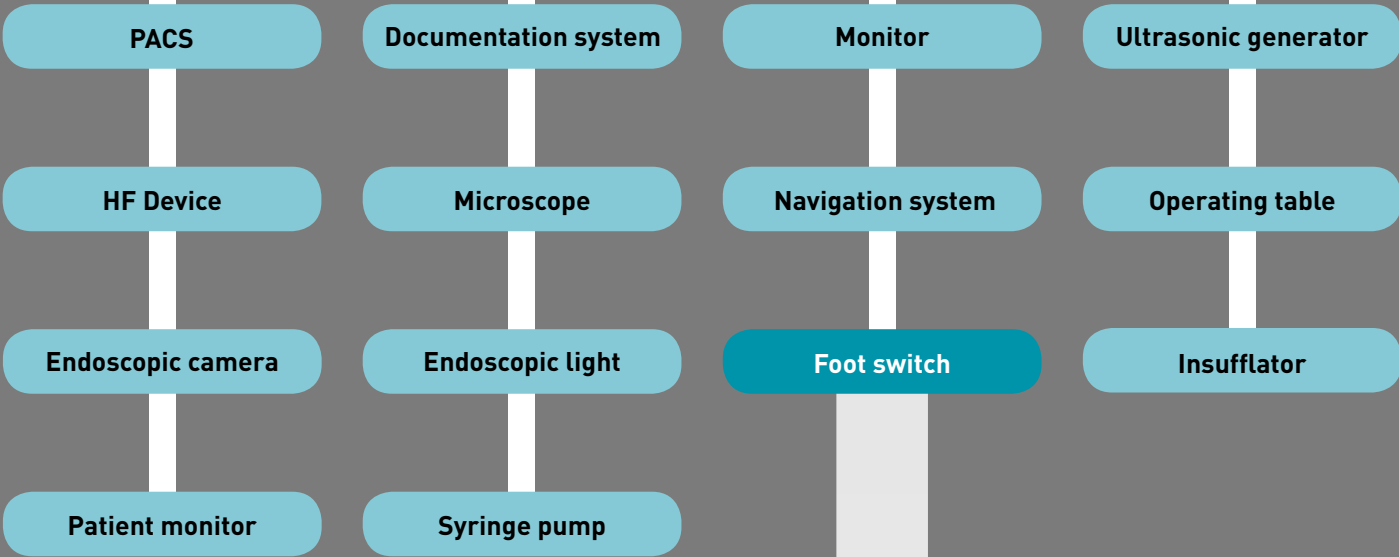 PACS
Documentation system
Monitor
Ultrasonic generator
HF Device
Microscope
Navigation system
Operating table
Endoscopic camera
Endoscopic light
Foot switch
Insufflator
Patient monitor
Syringe pump